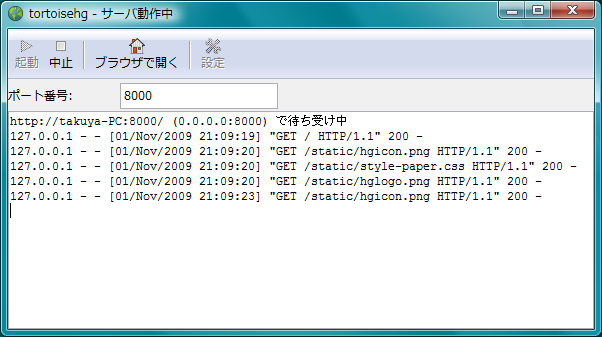 tortoisehg - サーバ動作中
起動 中止 ブラウザで開く 設定
ポート番号: 8000
http://takuya-PC:8000/ (0.0.0.0:8000) で待ち受け中
127.0.0.1 - - [01/Nov/2009 21:09:19] "GET / HTTP/1.1" 200 -
127.0.0.1 - - [01/Nov/2009 21:09:20] "GET /static/hgicon.png HTTP/1.1" 200 -
127.0.0.1 - - [01/Nov/2009 21:09:20] "GET /static/style-paper.css HTTP/1.1" 200 -
127.0.0.1 - - [01/Nov/2009 21:09:20] "GET /static/hglogo.png HTTP/1.1" 200 -
127.0.0.1 - - [01/Nov/2009 21:09:23] "GET /static/hgicon.png HTTP/1.1" 200 -